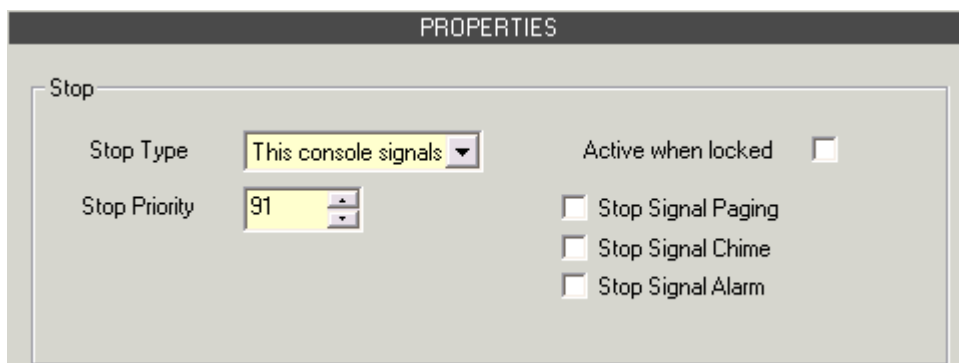 PROPERTIES
Stop
Stop Type This console signals Active when locked
Stop Priority 91 Stop Signal Paging
Stop Signal Chime
Stop Signal Alarm